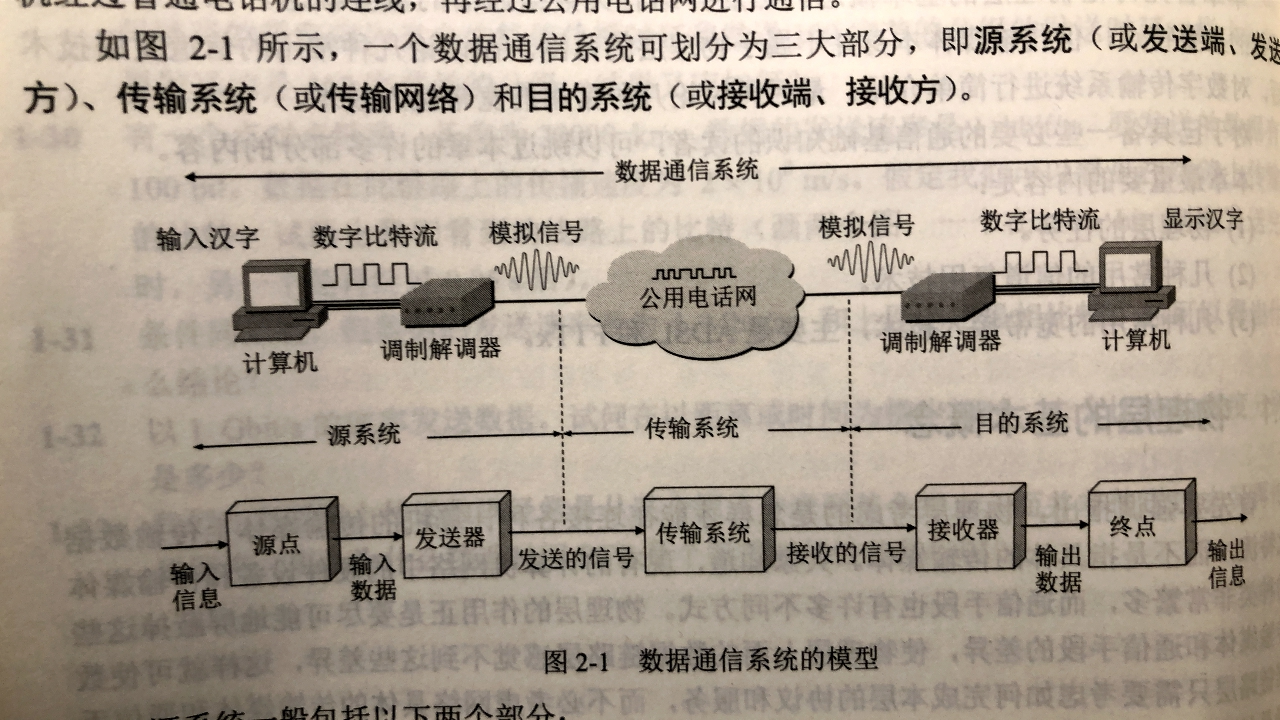 机经过普通电话机的连线，再经过公用电话网进行通信。
如图 2-1 所示，一个数据通信系统可划分为三大部分，即源系统（或发送端、发送
方）、传输系统（或传输网络）和目的系统（或接收端、接收方）。
数据通信系统
输入汉字 数字比特流 模拟信号 模拟信号 数字比特流 显示汉字
公用电话网
计算机 调制解调器 调制解调器 计算机
源系统 传输系统 目的系统
源点 发送器 传输系统 接收器 终点
输入信息 输入数据 发送的信号 接收的信号 输出数据 输出信息
图 2-1 数据通信系统的模型
源系统一般包括以下两个部分：